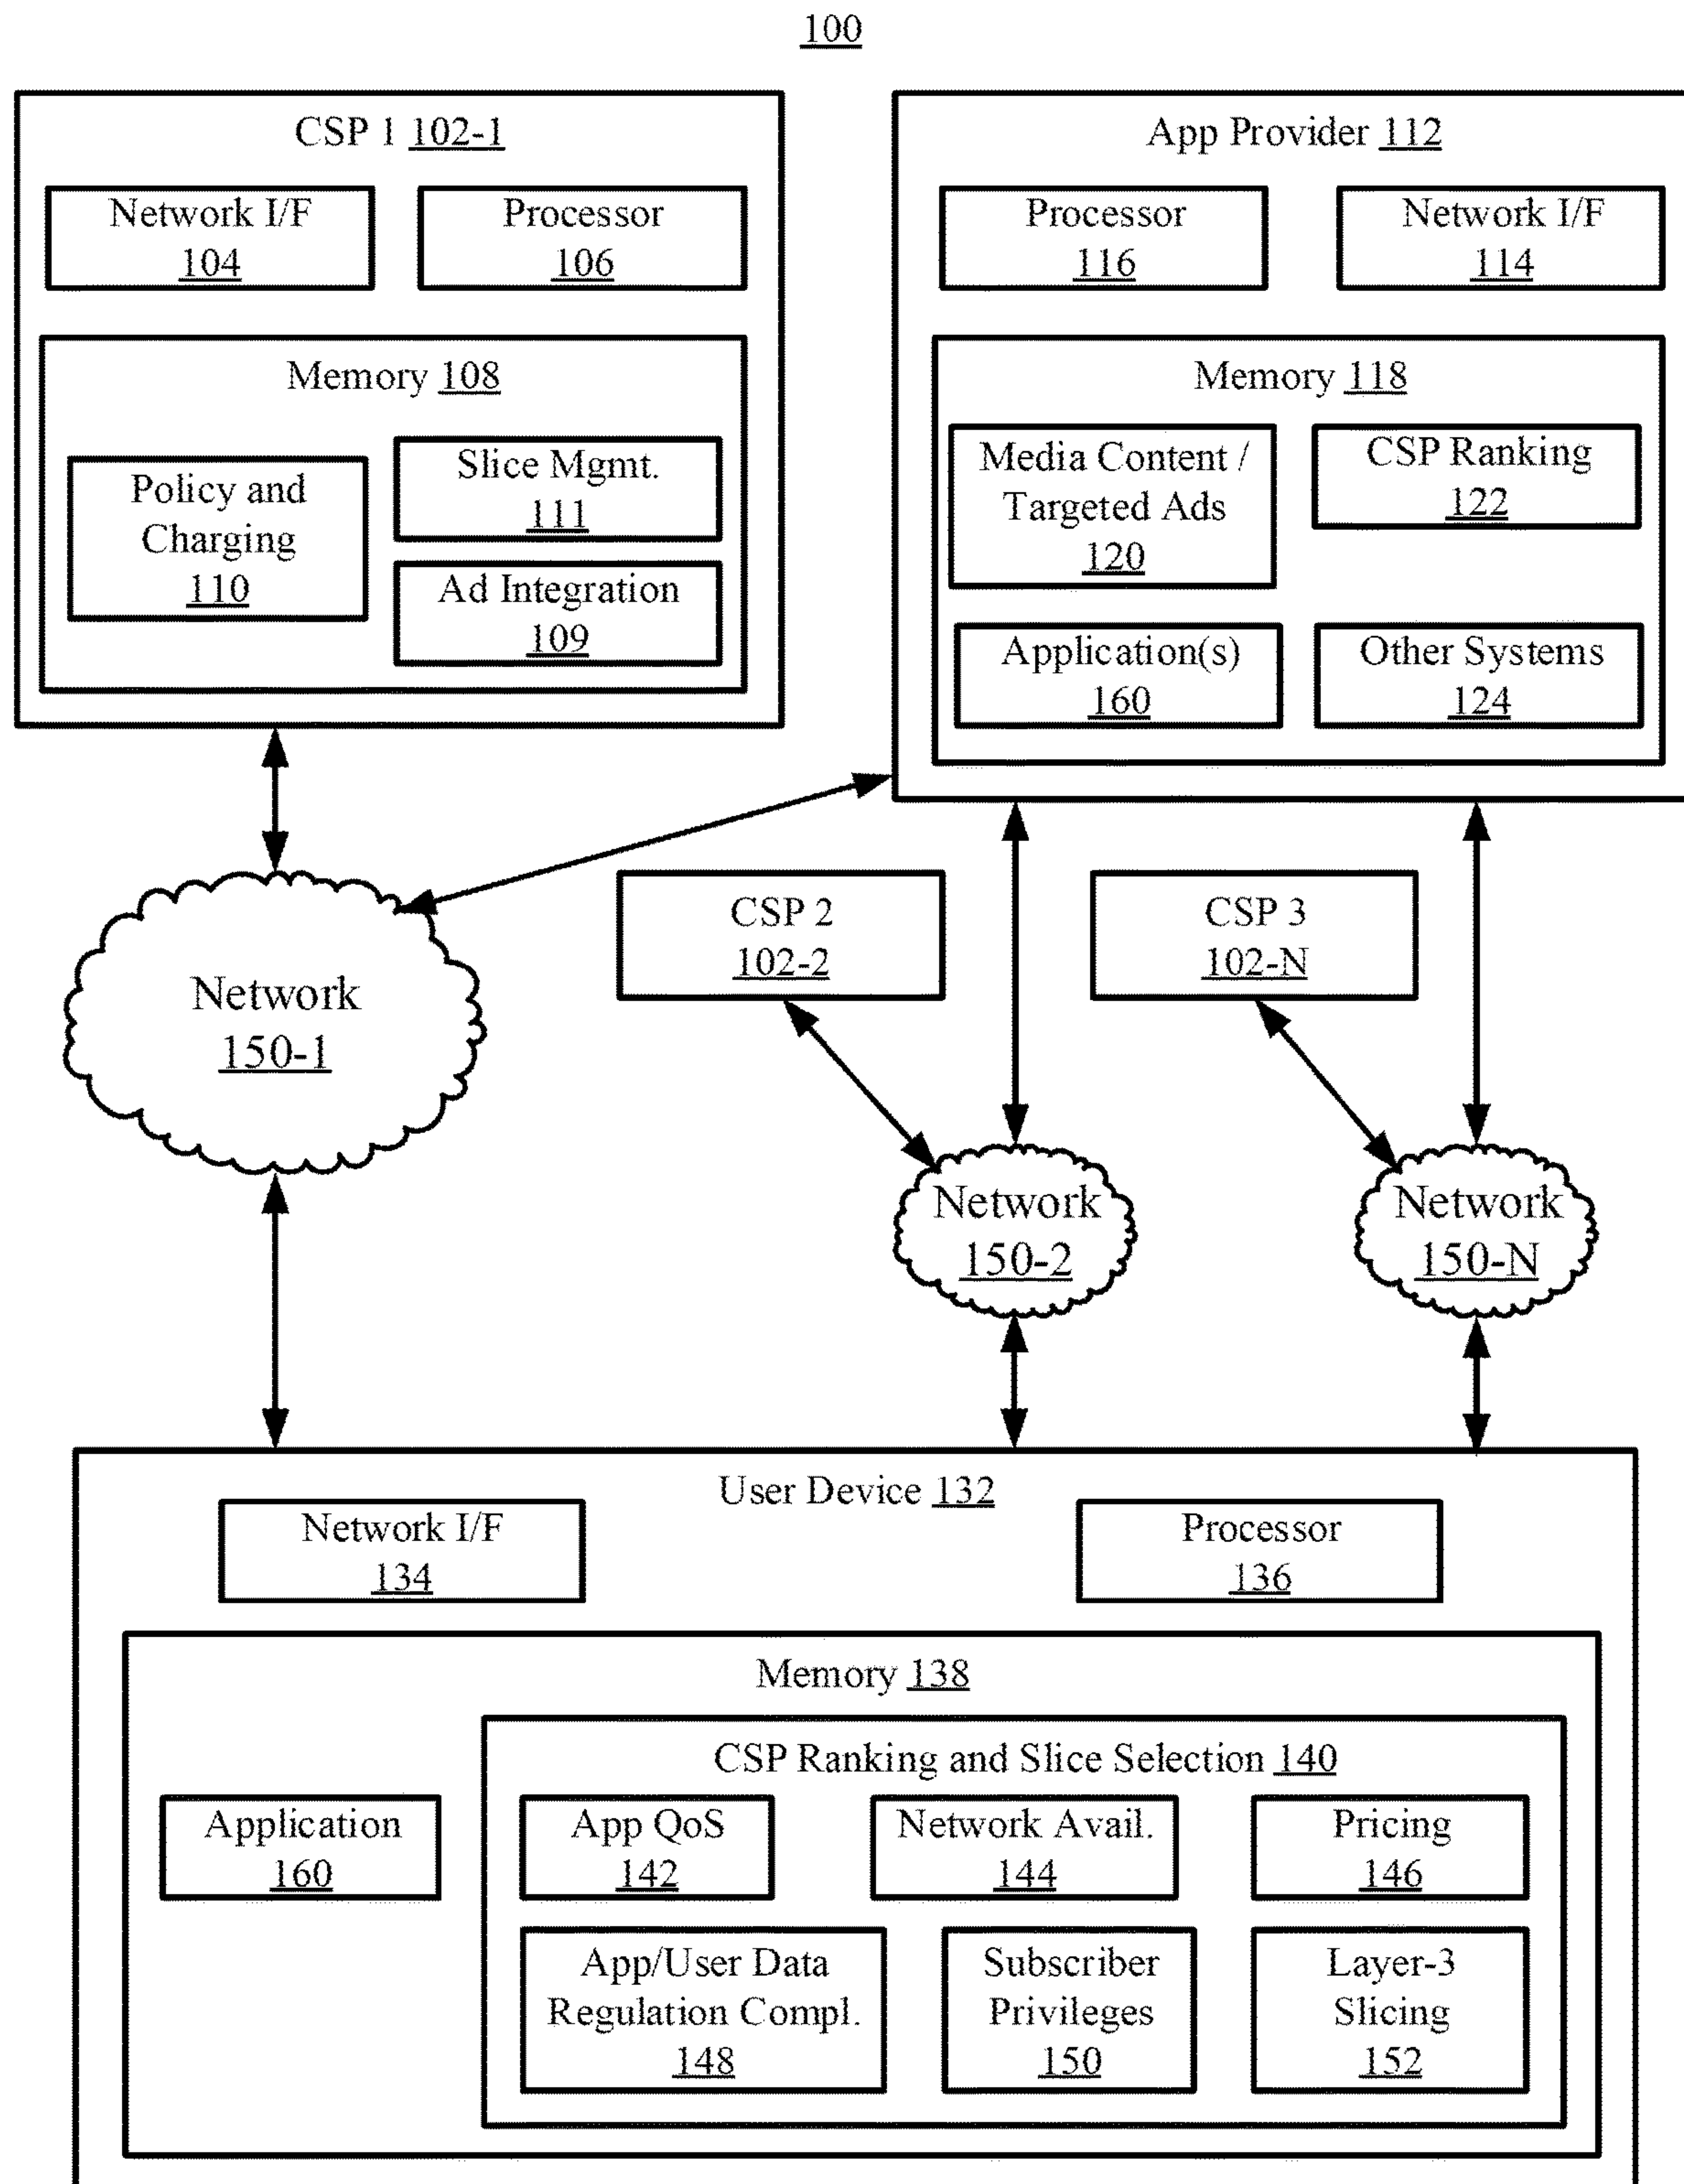 100
CSP 1 102-1
Network I/F
104
Processor
106
Memory 108
Policy and
Charging
110
Slice Mgmt.
111
Ad Integration
109
App Provider 112
Processor
116
Network I/F
114
Memory 118
Media Content /
Targeted Ads
120
CSP Ranking
122
Application(s)
160
Other Systems
124
CSP 2
102-2
CSP 3
102-N
Network
150-1
Network
150-2
Network
150-N
User Device 132
Network I/F
134
Processor
136
Memory 138
CSP Ranking and Slice Selection 140
Application
160
App QoS
142
Network Avail.
144
Pricing
146
App/User Data
Regulation Compl.
148
Subscriber
Privileges
150
Layer-3
Slicing
152